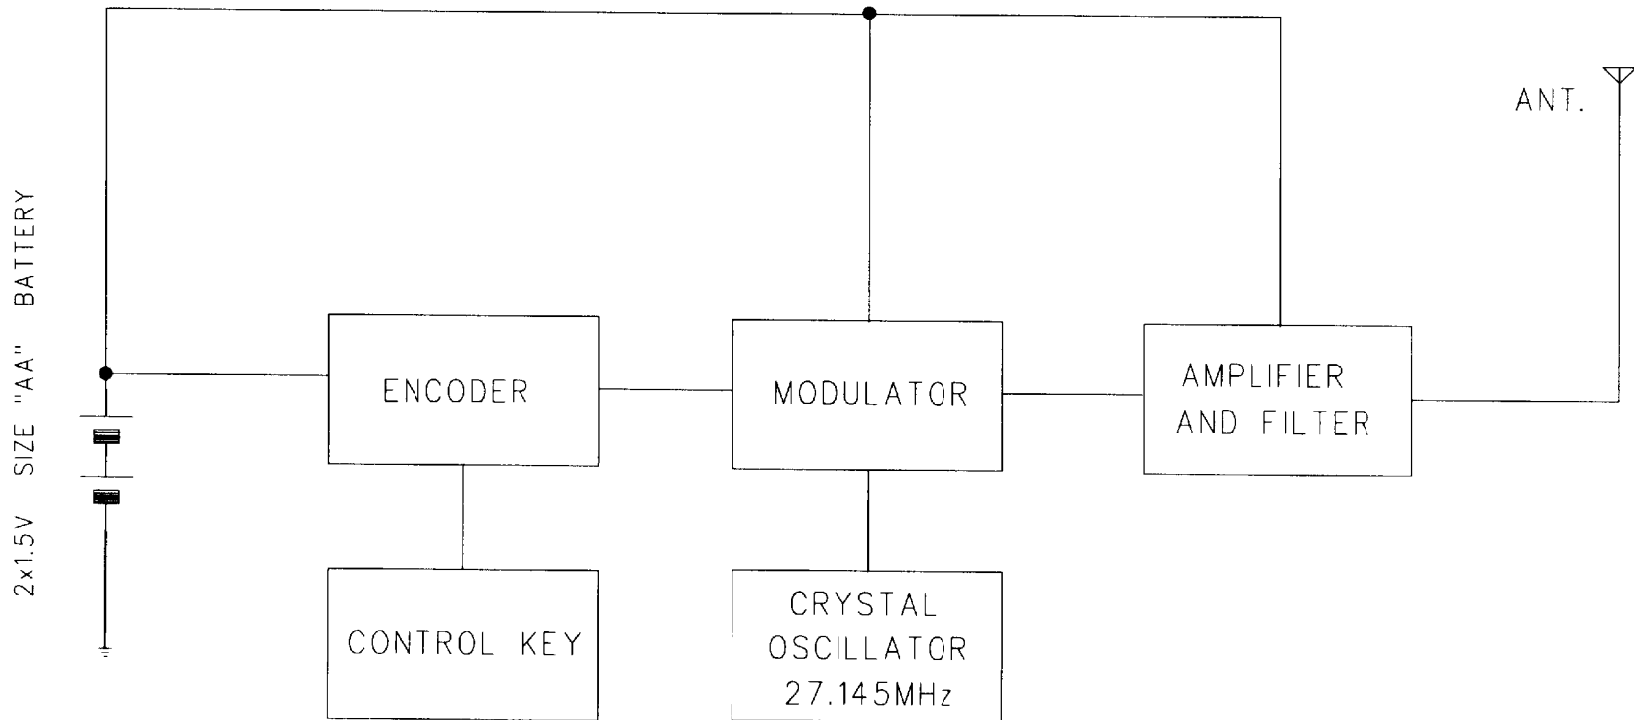 ANT.
2x1.5V SIZE "AA" BATTERY
ENCODER
MODULATOR
AMPLIFIER
AND FILTER
CONTROL KEY
CRYSTAL
OSCILLATOR
27.145MHz